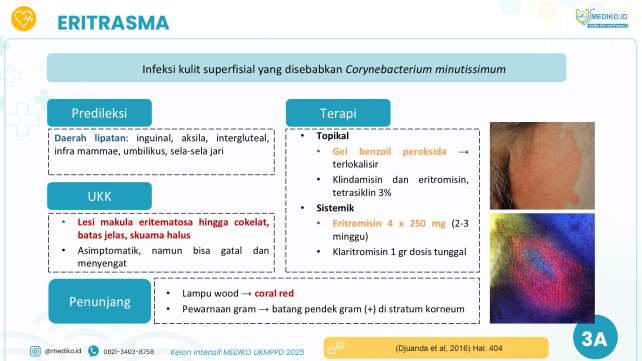 ERITRASMA
MEDIKO.ID
Infeksi kulit superfisial yang disebabkan Corynebacterium minutissimum
Predileksi
Daerah lipatan: inguinal, aksila, intergluteal,
infra mammae, umbilikus, sela-sela jari
UKK
• Lesi makula eritematosa hingga cokelat,
batas jelas, skuama halus
• Asimptomatik, namun bisa gatal dan
menyengat
Terapi
• Topikal
• Gel benzoil peroksida →
terlokalisir
• Klindamisin dan eritromisin,
tetrasiklin 3%
• Sistemik
• Eritromisin 4 x 250 mg (2-3
minggu)
• Klaritromisin 1 gr dosis tunggal
Penunjang
• Lampu wood → coral red
• Pewarnaan gram → batang pendek gram (+) di stratum korneum
@mediko.id
0821-3403-8758
Kelon Intensif MEDIKO UKMPPD 2025
(Djuanda et al, 2016) Hal. 404
3A